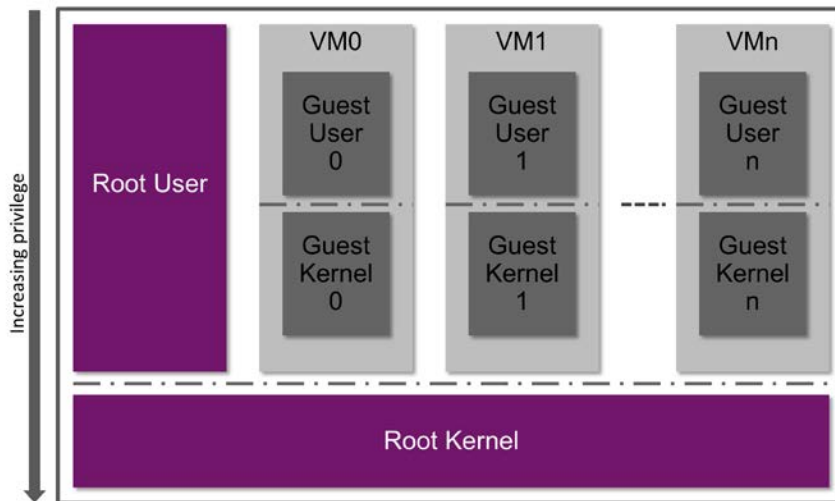 Increasing privilege
Root User
VM0
Guest
User
0
Guest
Kernel
0
VM1
Guest
User
1
Guest
Kernel
1
VMn
Guest
User
n
Guest
Kernel
n
Root Kernel